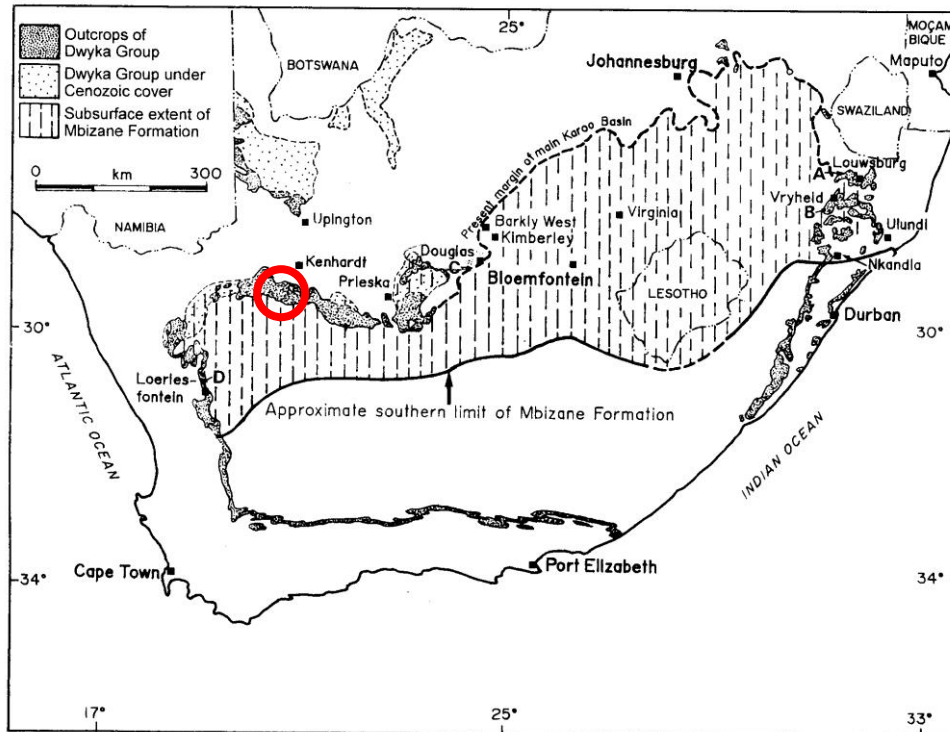 Outcrops of
Dwyka Group
Dwyka Group under
Cenozoic cover
Subsurface extent of
Mbizane Formation
0 km 300
25°
MOÇAM
BIQUE
Maputo
BOTSWANA
Johannesburg
SWAZILAND
Present margin of main Karoo Basin
A
Louwsburg
Vryheid
B
Ulundi
Nkandla
NAMIBIA
Upington
Barkly West
Kimberley
Virginia
Douglas
C
Bloemfontein
Kenhardt
Prieska
LESOTHO
30°
30°
Durban
Loeries-
fontein
D
Approximate southern limit of Mbizane Formation
ATLANTIC OCEAN
INDIAN OCEAN
34°
Cape Town
Port Elizabeth
34°
17°
25°
33°